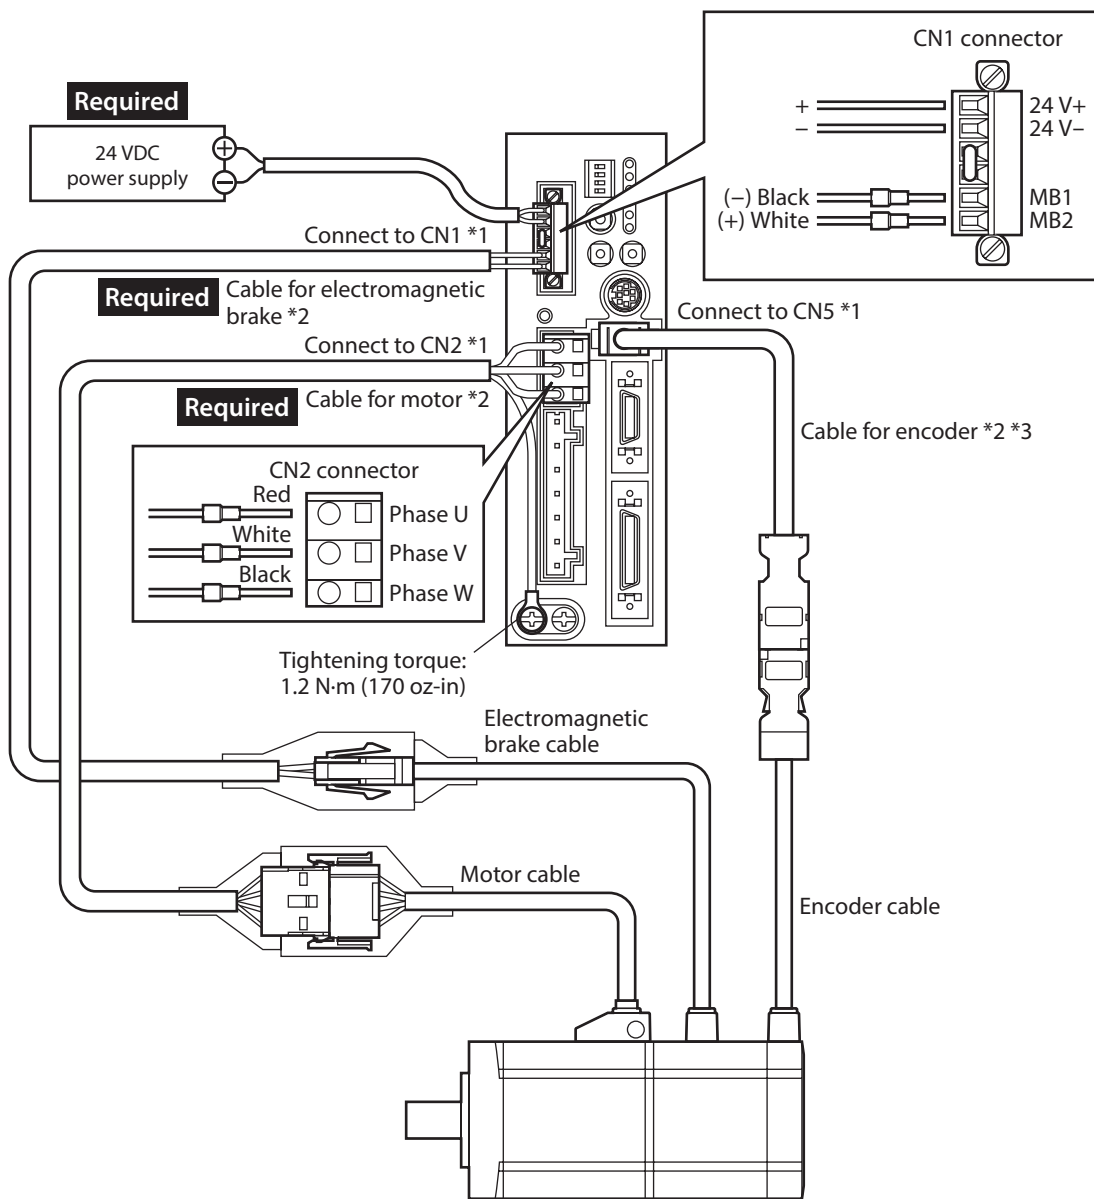 CN1 connector
Required
+
24 V+
−
24 V−
24 VDC
power supply
(−) Black
MB1
(+) White
MB2
Connect to CN1 *1
Required
Cable for electromagnetic
brake *2
Connect to CN5 *1
Connect to CN2 *1
Required
Cable for motor *2
Cable for encoder *2 *3
CN2 connector
Red
Phase U
White
Phase V
Black
Phase W
Tightening torque:
1.2 N·m (170 oz-in)
Electromagnetic
brake cable
Motor cable
Encoder cable